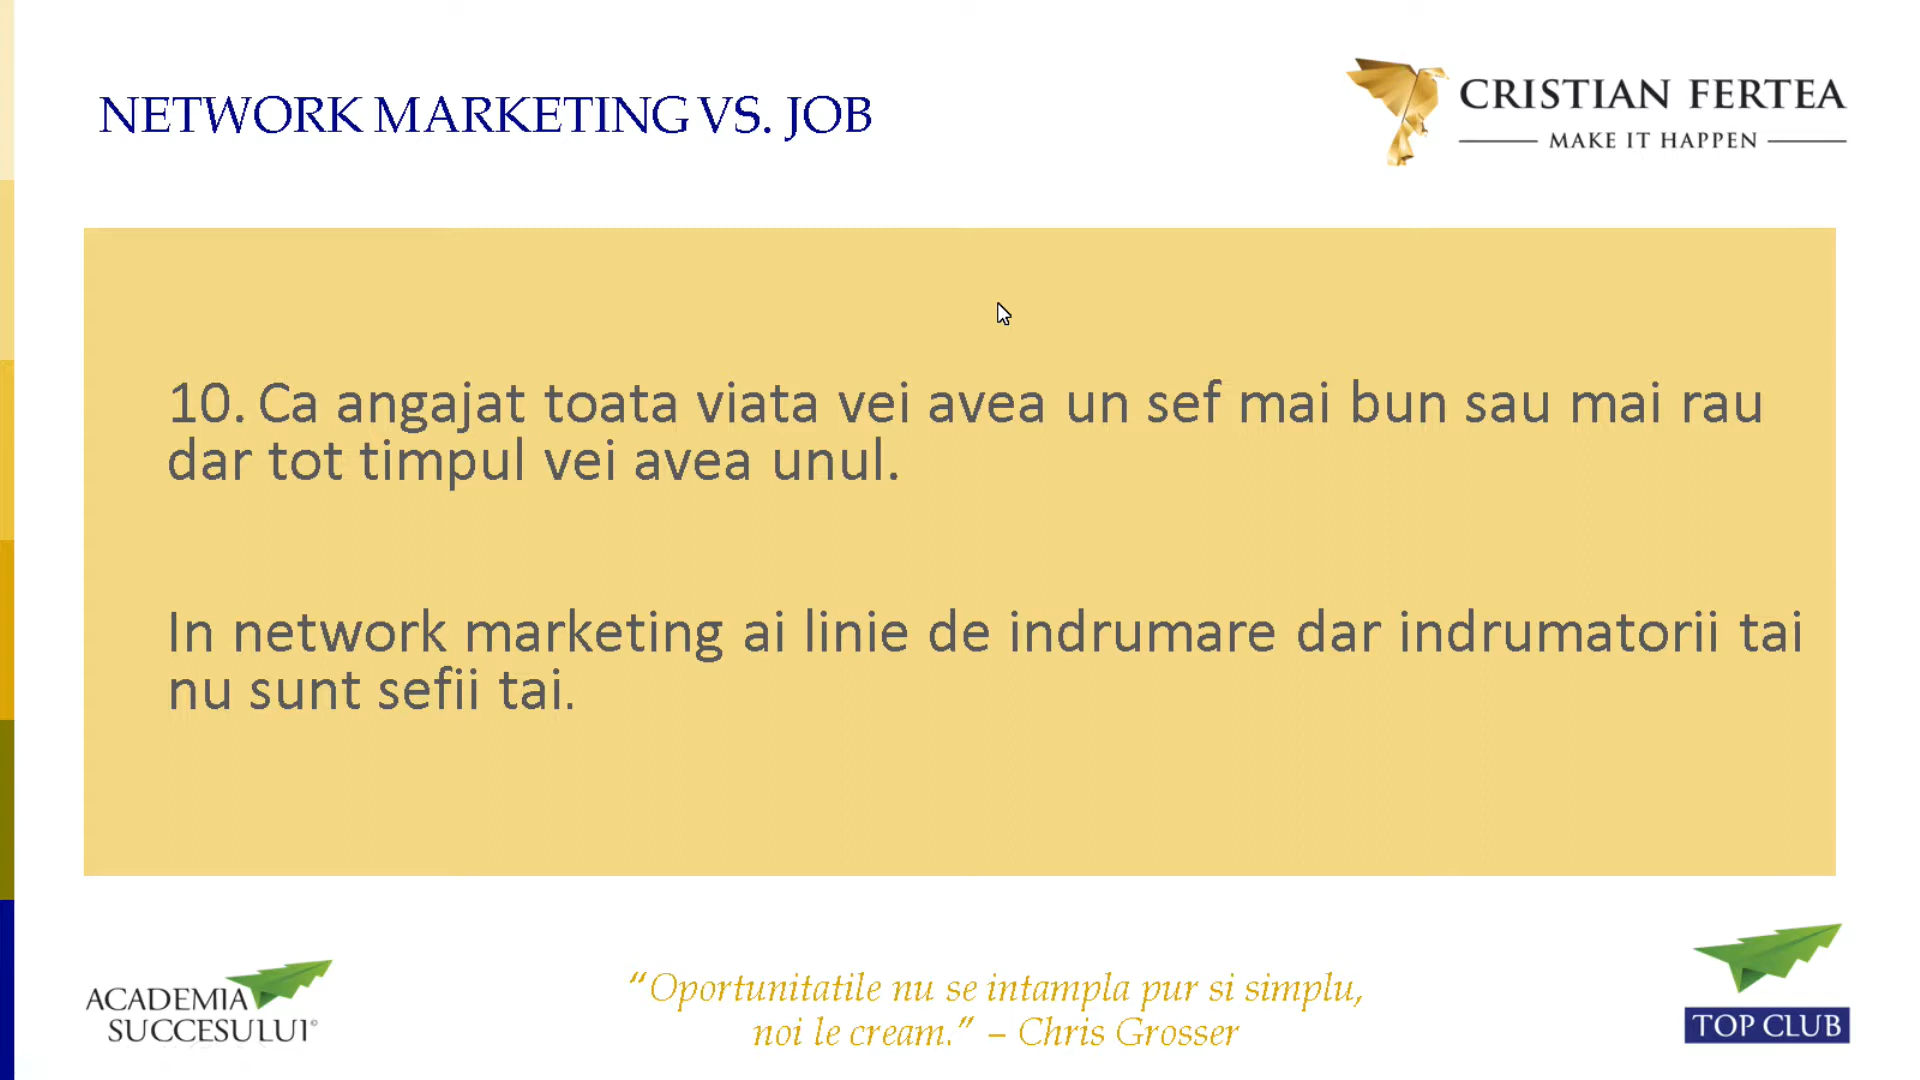 NETWORK MARKETING VS. JOB
CRISTIAN FERTEA
MAKE IT HAPPEN
10. Ca angajat toata viata vei avea un sef mai bun sau mai rau
dar tot timpul vei avea unul.
In network marketing ai linie de indrumare dar indrumatorii tai
nu sunt sefii tai.
ACADEMIA
SUCCESULUI©
“Oportunitatile nu se intampla pur si simplu,
noi le cream.” – Chris Grosser
TOP CLUB